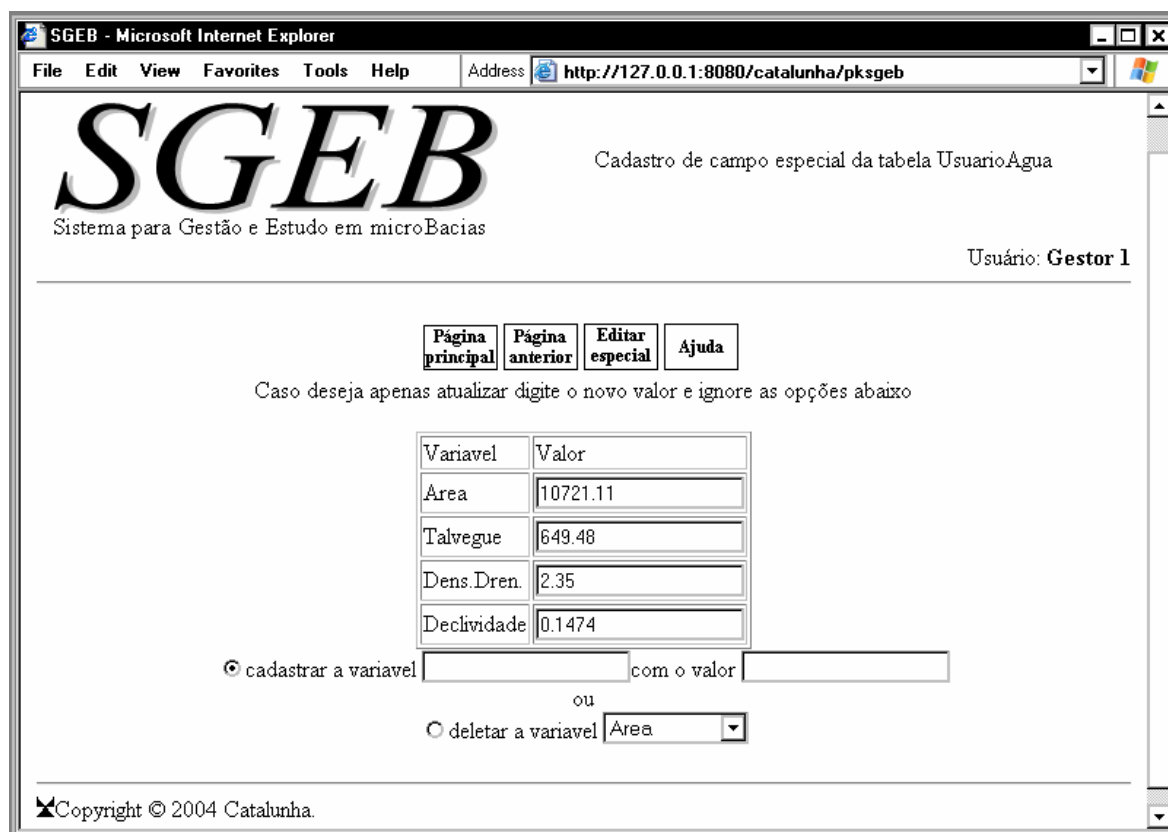 SGEB - Microsoft Internet Explorer
File Edit View Favorites Tools Help Address http://127.0.0.1:8080/catalunha/pksgeb
SGEB
Cadastro de campo especial da tabela UsuarioAgua
Sistema para Gestão e Estudo em microBacias
Usuário: Gestor 1
Página principal Página anterior Editar especial Ajuda
Caso deseja apenas atualizar digite o novo valor e ignore as opções abaixo
Variavel Valor
Area 10721.11
Talvegue 649.48
Dens.Dren. 2.35
Declividade 0.1474
cadastrar a variavel com o valor
ou
deletar a variavel Area
Copyright © 2004 Catalunha.